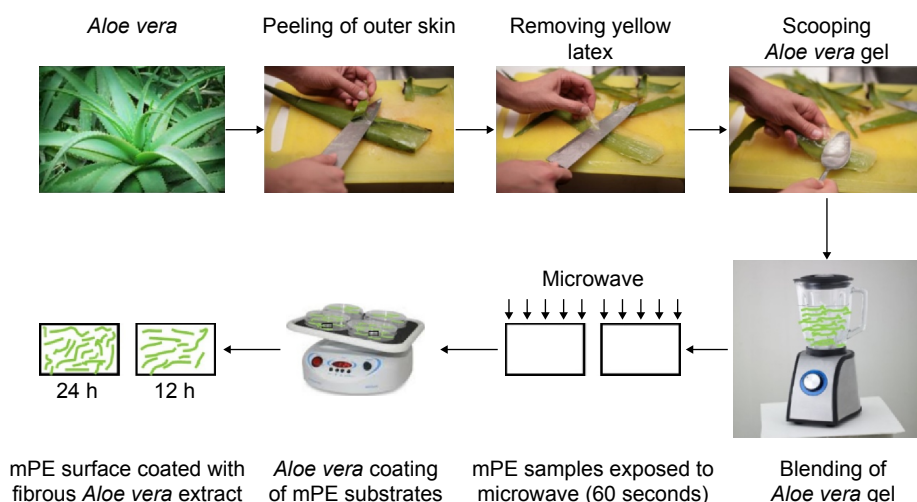 Aloe vera
Peeling of outer skin
Removing yellow
latex
Scooping
Aloe vera gel
Microwave
24 h
12 h
mPE surface coated with
fibrous Aloe vera extract
Aloe vera coating
of mPE substrates
mPE samples exposed to
microwave (60 seconds)
Blending of
Aloe vera gel